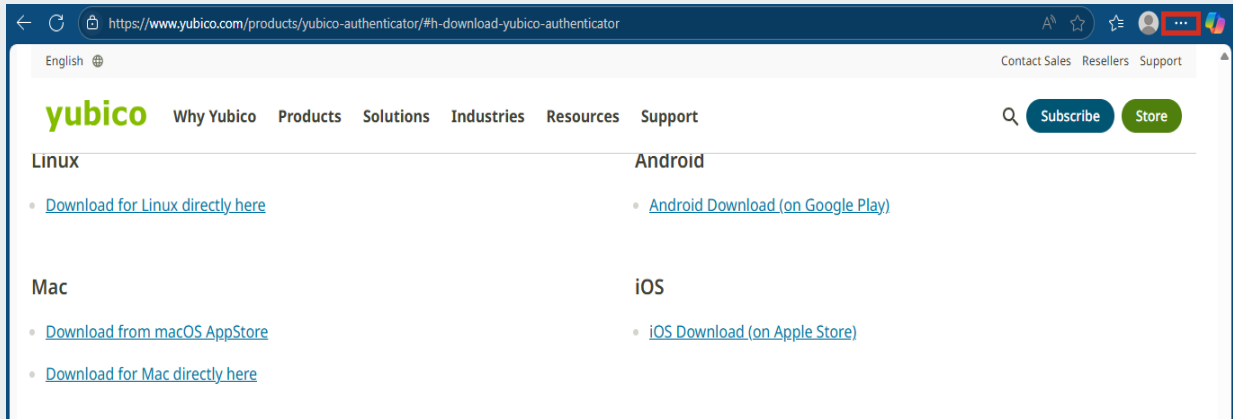 https://www.yubico.com/products/yubico-authenticator/#h-download-yubico-authenticator
English
Contact Sales Resellers Support
yubico Why Yubico Products Solutions Industries Resources Support Subscribe Store
Linux
Download for Linux directly here
Android
Android Download (on Google Play)
Mac
Download from macOS AppStore
Download for Mac directly here
iOS
iOS Download (on Apple Store)